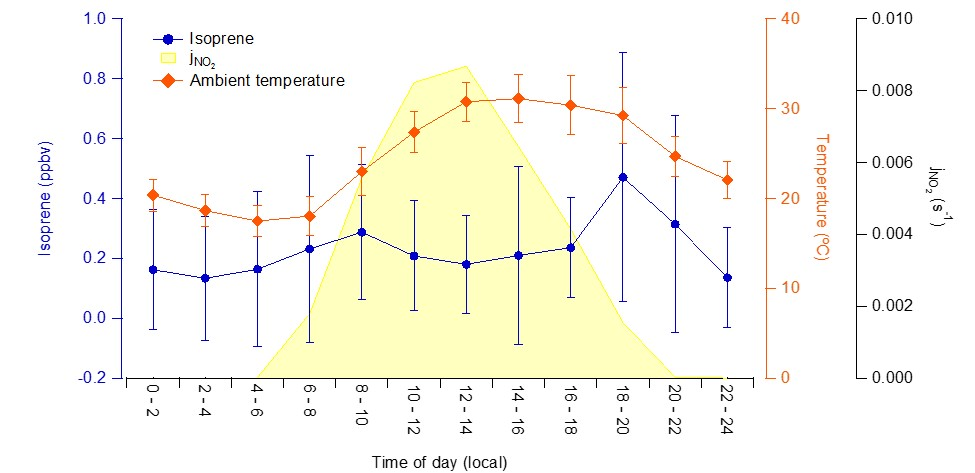 Isoprene
jNO2
Ambient temperature
1.0
0.8
0.6
0.4
0.2
0.0
-0.2
Isoprene (ppbv)
40
30
20
10
0
Temperature (ºC)
0.010
0.008
0.006
0.004
0.002
0.000
jNO2 (s-1)
0 - 2
2 - 4
4 - 6
6 - 8
8 - 10
10 - 12
12 - 14
14 - 16
16 - 18
18 - 20
20 - 22
22 - 24
Time of day (local)